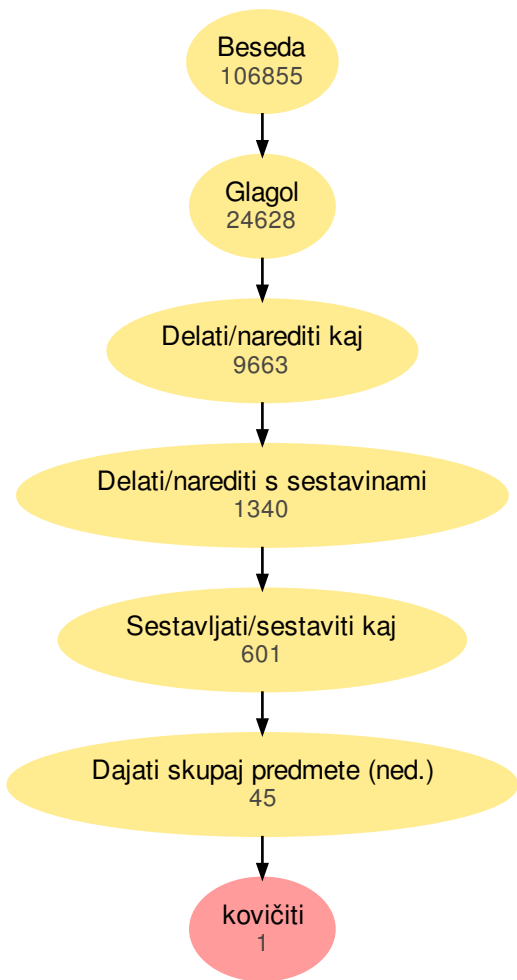 Beseda
106855
Glagol
24628
Delati/narediti kaj
9663
Delati/narediti s sestavinami
1340
Sestavljati/sestaviti kaj
601
Dajati skupaj predmete (ned.)
45
kovičiti
1